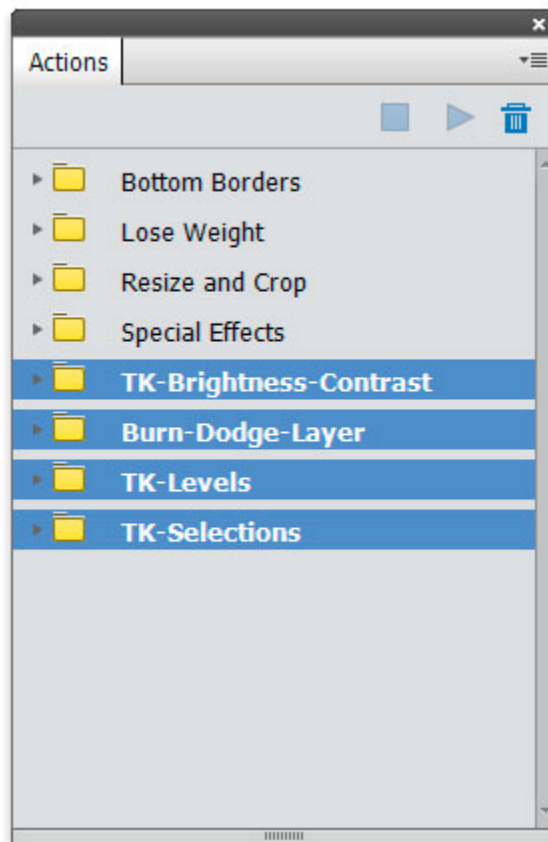 Actions
Bottom Borders
Lose Weight
Resize and Crop
Special Effects
TK-Brightness-Contrast
Burn-Dodge-Layer
TK-Levels
TK-Selections